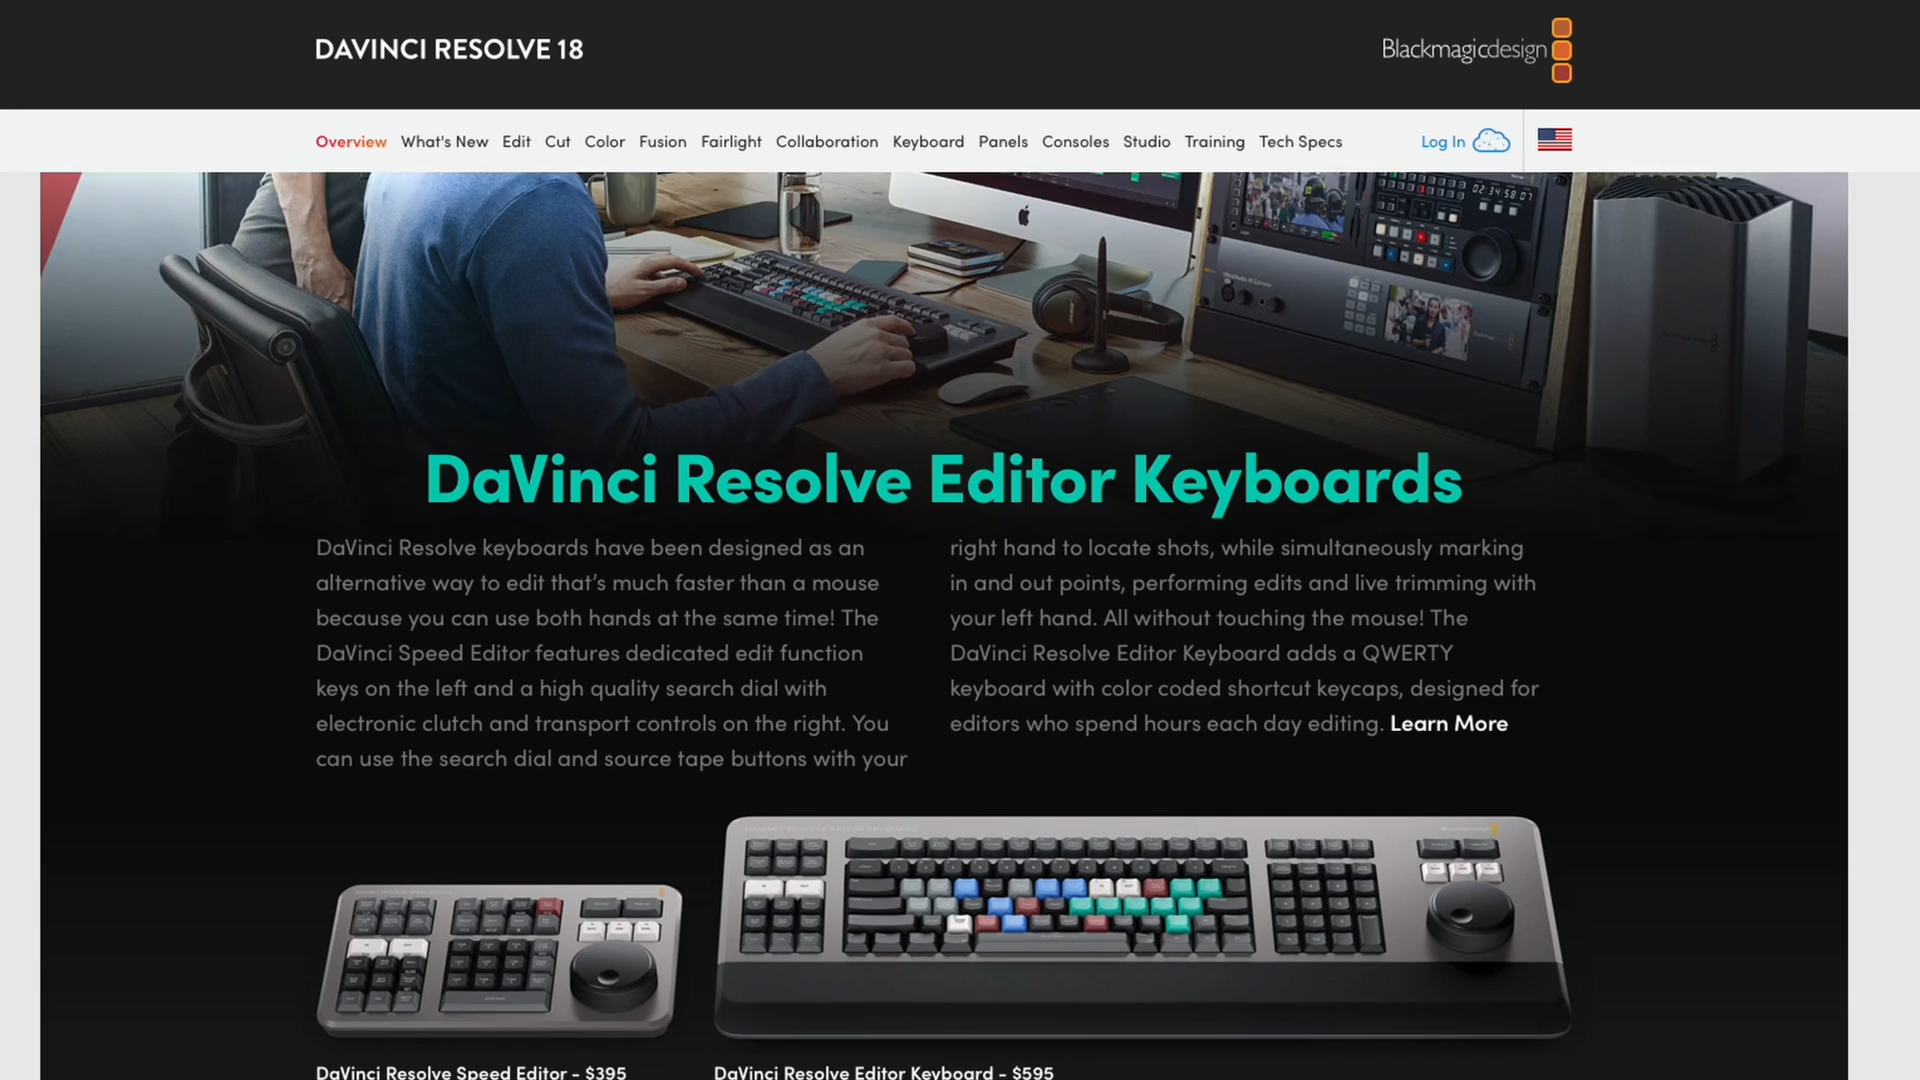 DAVINCI RESOLVE 18
Blackmagicdesign
Overview What's New Edit Cut Color Fusion Fairlight Collaboration Keyboard Panels Consoles Studio Training Tech Specs Log In
02:34:58:07
DaVinci Resolve Editor Keyboards
DaVinci Resolve keyboards have been designed as an
alternative way to edit that's much faster than a mouse
because you can use both hands at the same time! The
DaVinci Speed Editor features dedicated edit function
keys on the left and a high quality search dial with
electronic clutch and transport controls on the right. You
can use the search dial and source tape buttons with your
right hand to locate shots, while simultaneously marking
in and out points, performing edits and live trimming with
your left hand. All without touching the mouse! The
DaVinci Resolve Editor Keyboard adds a QWERTY
keyboard with color coded shortcut keycaps, designed for
editors who spend hours each day editing. Learn More
DaVinci Resolve Speed Editor - $395
DaVinci Resolve Editor Keyboard - $595